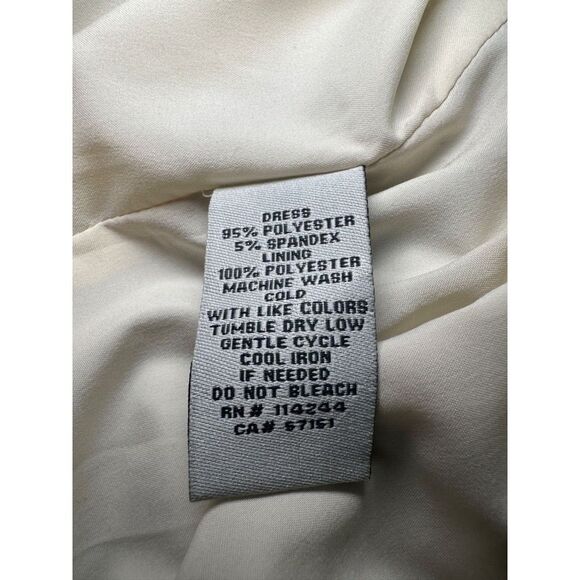 DRESS
95% POLYESTER
5% SPANDEX
LINING
100% POLYESTER
MACHINE WASH
COLD
WITH LIKE COLORS
TUMBLE DRY LOW
GENTLE CYCLE
COOL IRON
IF NEEDED
DO NOT BLEACH
RN# 114244
CA# 57151